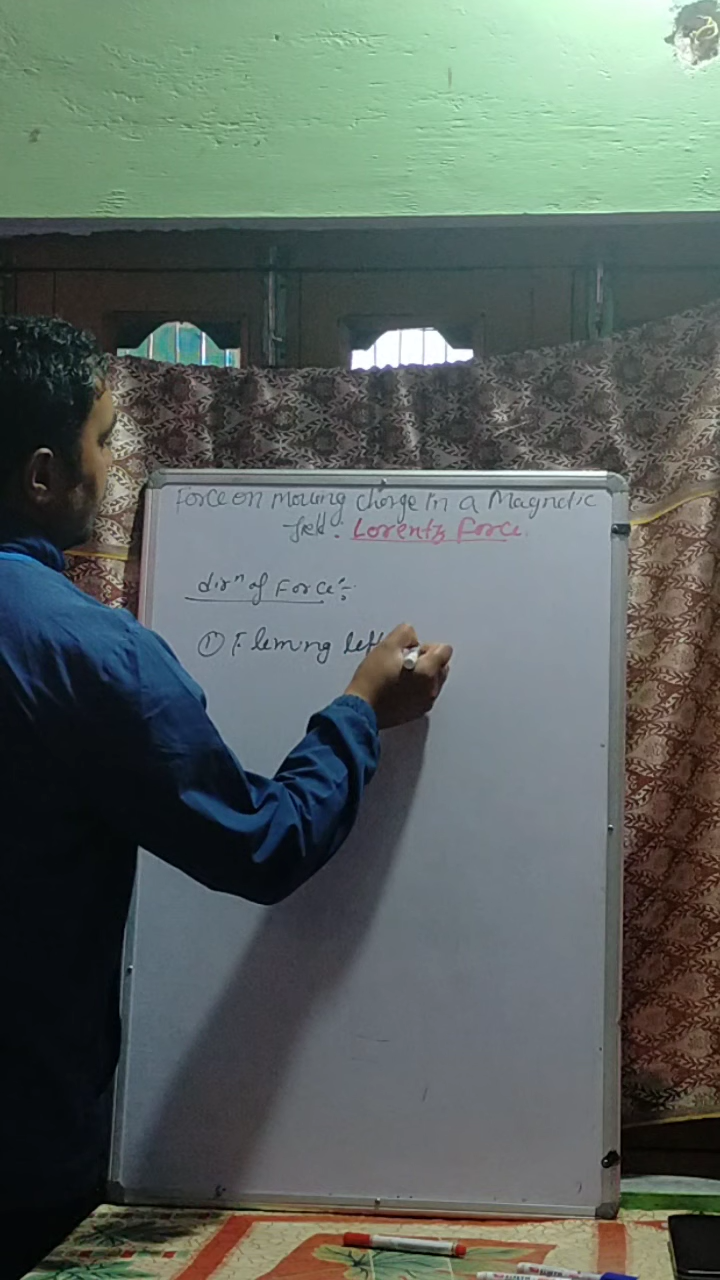 Force on moving charge in a Magnetic
field: Lorentz Force
dirⁿ of Force:-
① Fleming left